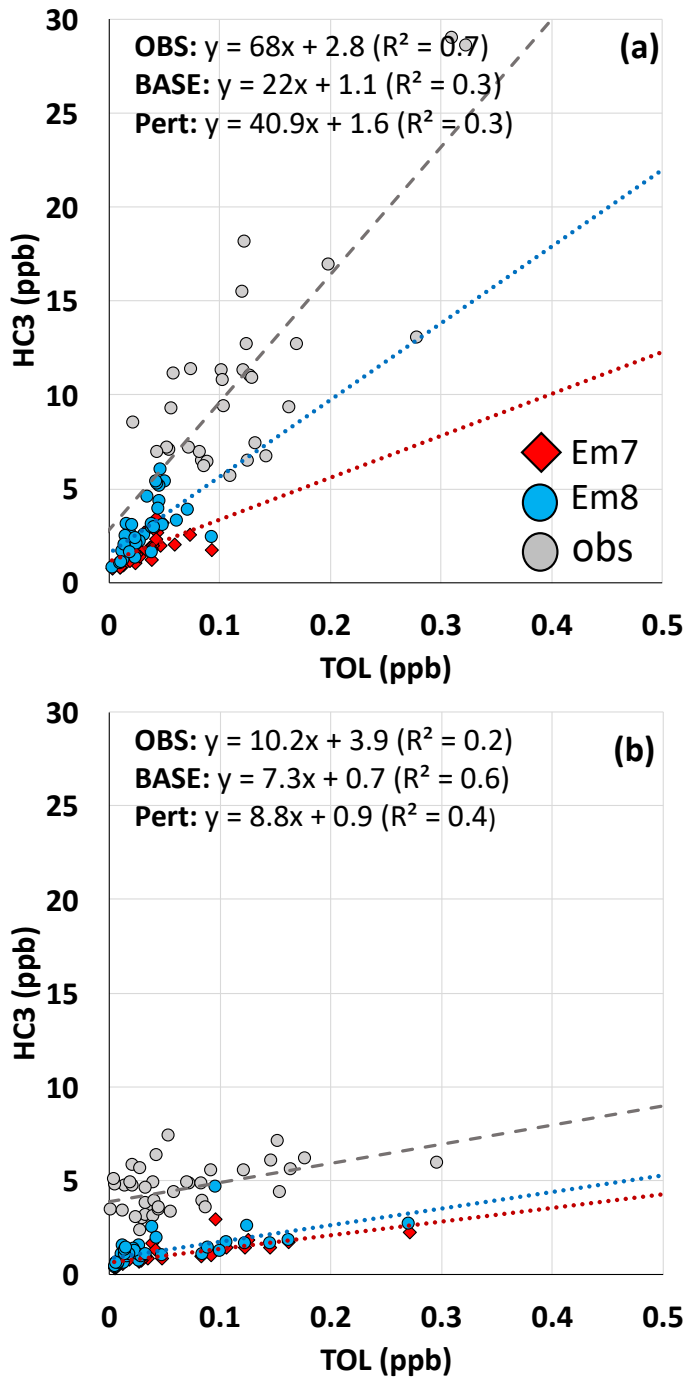 OBS: y = 68x + 2.8 (R² = 0.7)
(a)
BASE: y = 22x + 1.1 (R² = 0.3)
Pert: y = 40.9x + 1.6 (R² = 0.3)
30
25
20
15
10
5
0
HC3 (ppb)
Em7
Em8
obs
0 0.1 0.2 0.3 0.4 0.5
TOL (ppb)
OBS: y = 10.2x + 3.9 (R² = 0.2)
(b)
BASE: y = 7.3x + 0.7 (R² = 0.6)
Pert: y = 8.8x + 0.9 (R² = 0.4)
30
25
20
15
10
5
0
HC3 (ppb)
0 0.1 0.2 0.3 0.4 0.5
TOL (ppb)